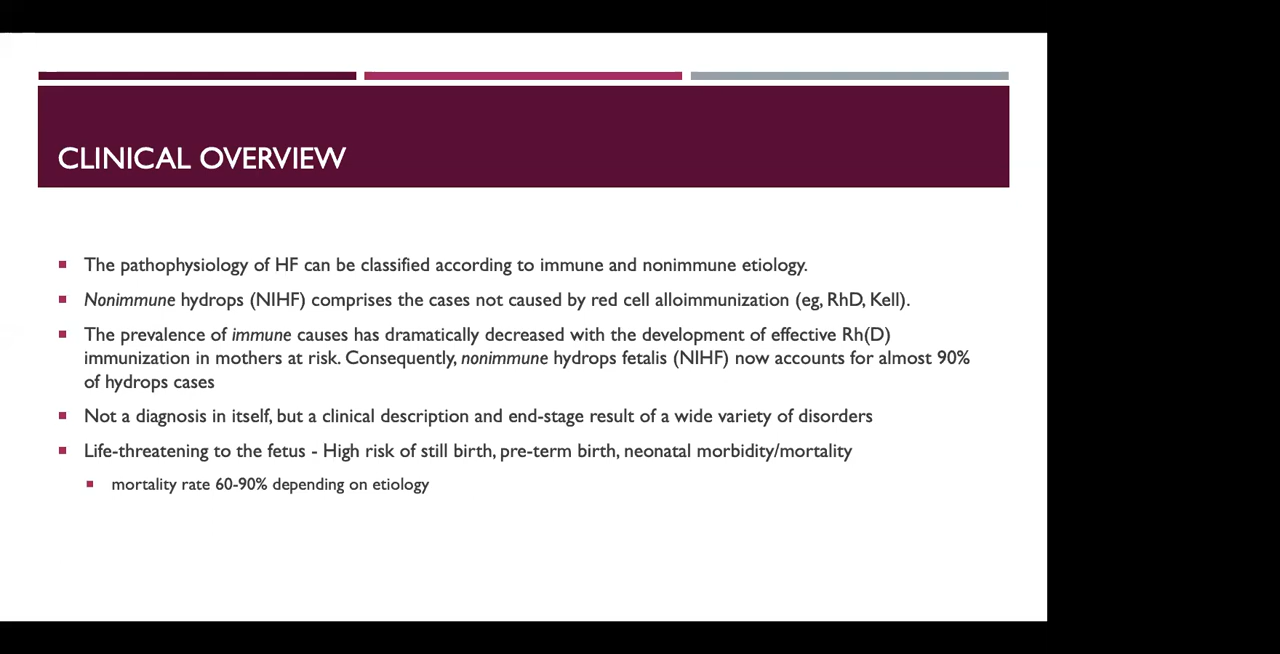 CLINICAL OVERVIEW
The pathophysiology of HF can be classified according to immune and nonimmune etiology.
Nonimmune hydrops (NIHF) comprises the cases not caused by red cell alloimmunization (eg, RhD, Kell).
The prevalence of immune causes has dramatically decreased with the development of effective Rh(D)
immunization in mothers at risk. Consequently, nonimmune hydrops fetalis (NIHF) now accounts for almost 90%
of hydrops cases
Not a diagnosis in itself, but a clinical description and end-stage result of a wide variety of disorders
Life-threatening to the fetus - High risk of still birth, pre-term birth, neonatal morbidity/mortality
mortality rate 60-90% depending on etiology